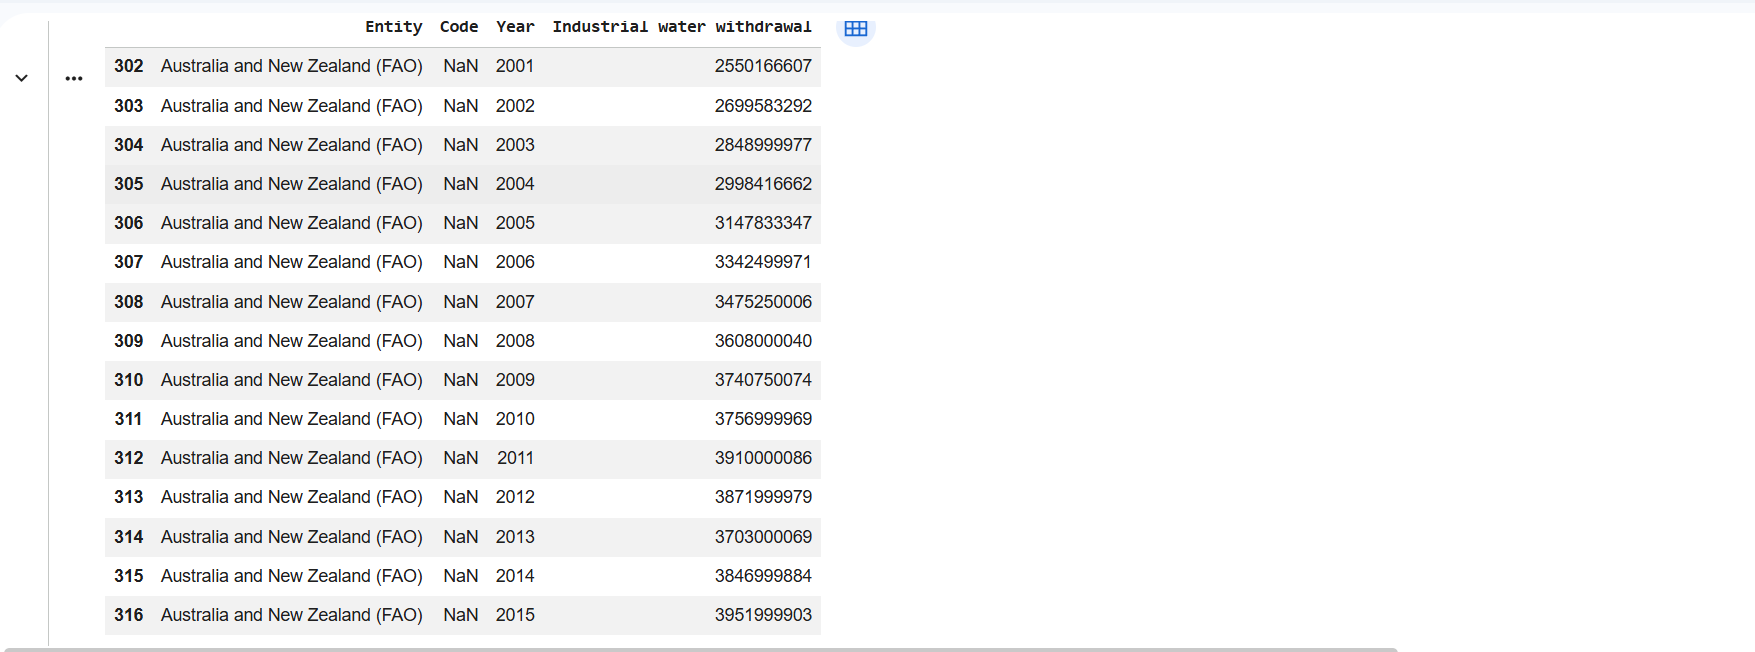 Entity Code Year Industrial water withdrawal
302 Australia and New Zealand (FAO) NaN 2001 2550166607
303 Australia and New Zealand (FAO) NaN 2002 2699583292
304 Australia and New Zealand (FAO) NaN 2003 2848999977
305 Australia and New Zealand (FAO) NaN 2004 2998416662
306 Australia and New Zealand (FAO) NaN 2005 3147833347
307 Australia and New Zealand (FAO) NaN 2006 3342499971
308 Australia and New Zealand (FAO) NaN 2007 3475250006
309 Australia and New Zealand (FAO) NaN 2008 3608000040
310 Australia and New Zealand (FAO) NaN 2009 3740750074
311 Australia and New Zealand (FAO) NaN 2010 3756999969
312 Australia and New Zealand (FAO) NaN 2011 3910000086
313 Australia and New Zealand (FAO) NaN 2012 3871999979
314 Australia and New Zealand (FAO) NaN 2013 3703000069
315 Australia and New Zealand (FAO) NaN 2014 3846999884
316 Australia and New Zealand (FAO) NaN 2015 3951999903